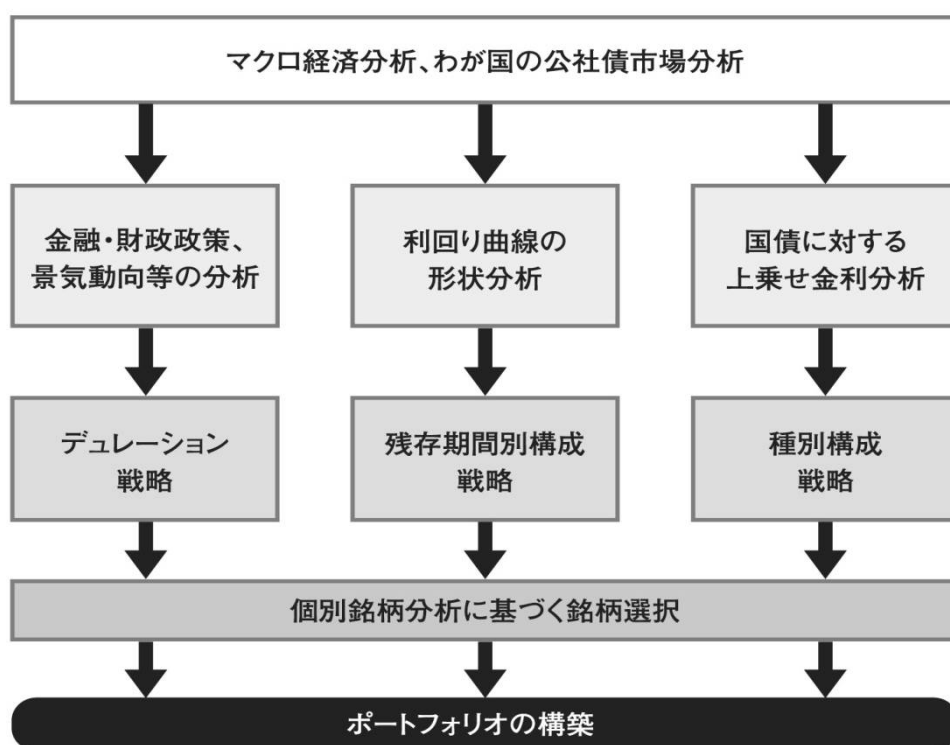 マクロ経済分析、わが国の公社債市場分析
金融・財政政策、
景気動向等の分析
利回り曲線の
形状分析
国債に対する
上乗せ金利分析
デュレーション
戦略
残存期間別構成
戦略
種別構成
戦略
個別銘柄分析に基づく銘柄選択
ポートフォリオの構築